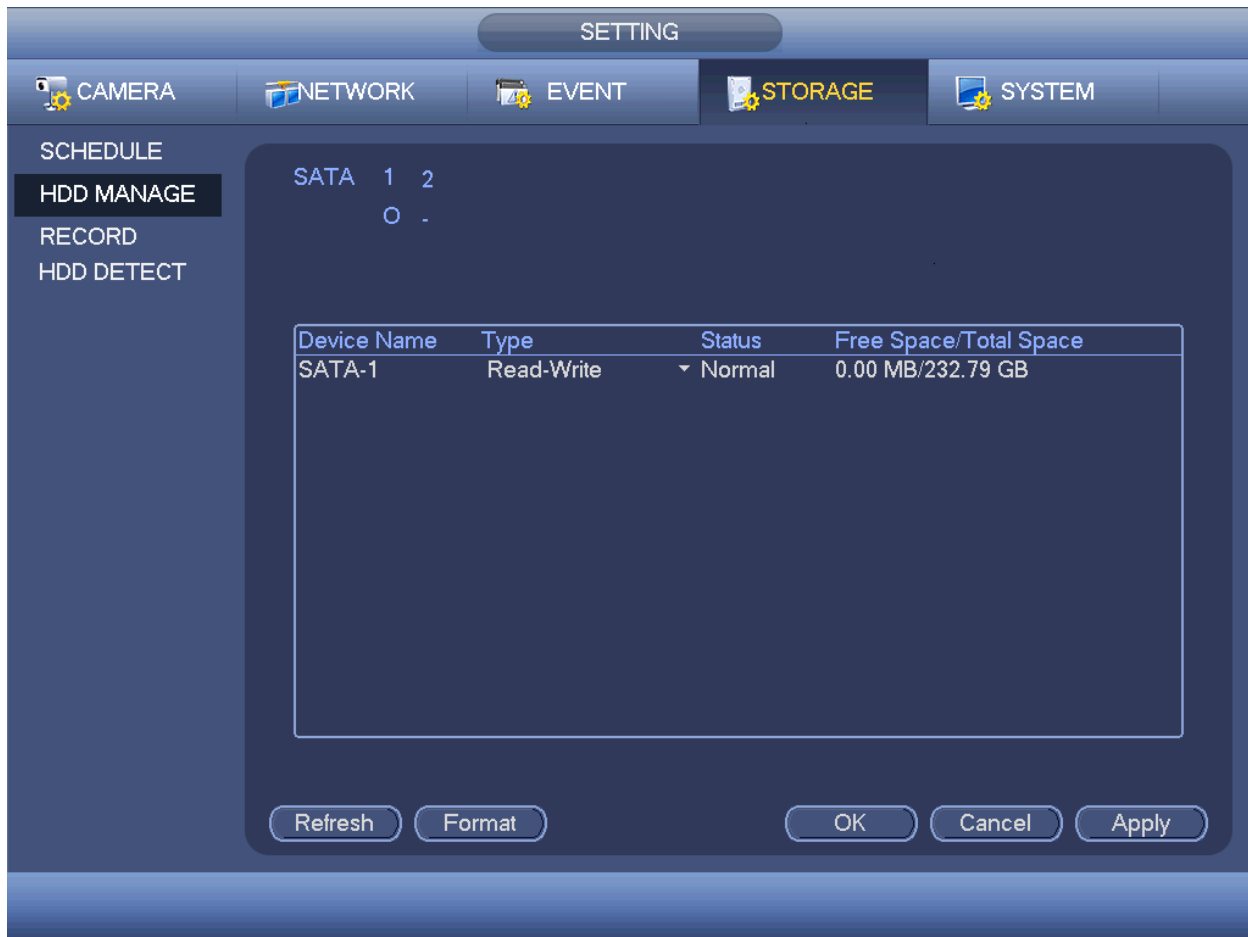 SETTING
CAMERA NETWORK EVENT STORAGE SYSTEM
SCHEDULE
HDD MANAGE
RECORD
HDD DETECT
SATA 1 2
O -
Device Name Type Status Free Space/Total Space
SATA-1 Read-Write Normal 0.00 MB/232.79 GB
Refresh Format OK Cancel Apply